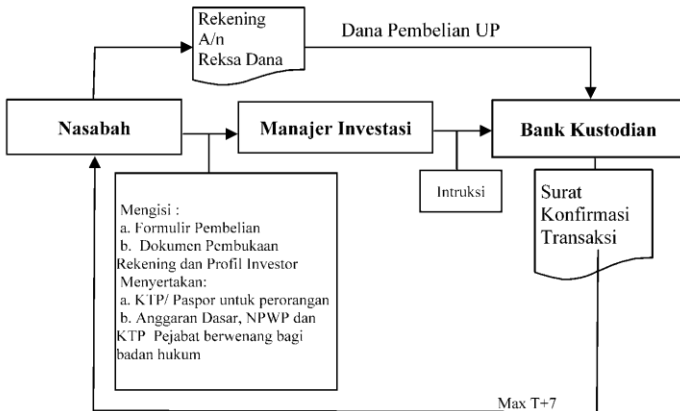 Rekening
A/n
Reksa Dana
Dana Pembelian UP
Nasabah
Manajer Investasi
Bank Kustodian
Mengisi :
a. Formulir Pembelian
b. Dokumen Pembukaan
Rekening dan Profil Investor
Menyertakan:
a. KTP/ Paspor untuk perorangan
b. Anggaran Dasar, NPWP dan
KTP Pejabat berwenang bagi
badan hukum
Intruksi
Surat
Konfirmasi
Transaksi
Max T+7